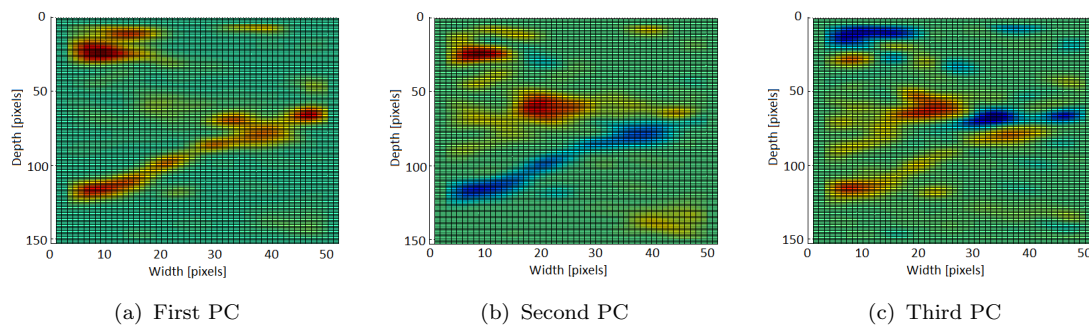 0
50
100
150
Depth [pixels]
0 10 20 30 40 50
Width [pixels]
(a) First PC
0
50
100
150
Depth [pixels]
0 10 20 30 40 50
Width [pixels]
(b) Second PC
0
50
100
150
Depth [pixels]
0 10 20 30 40 50
Width [pixels]
(c) Third PC